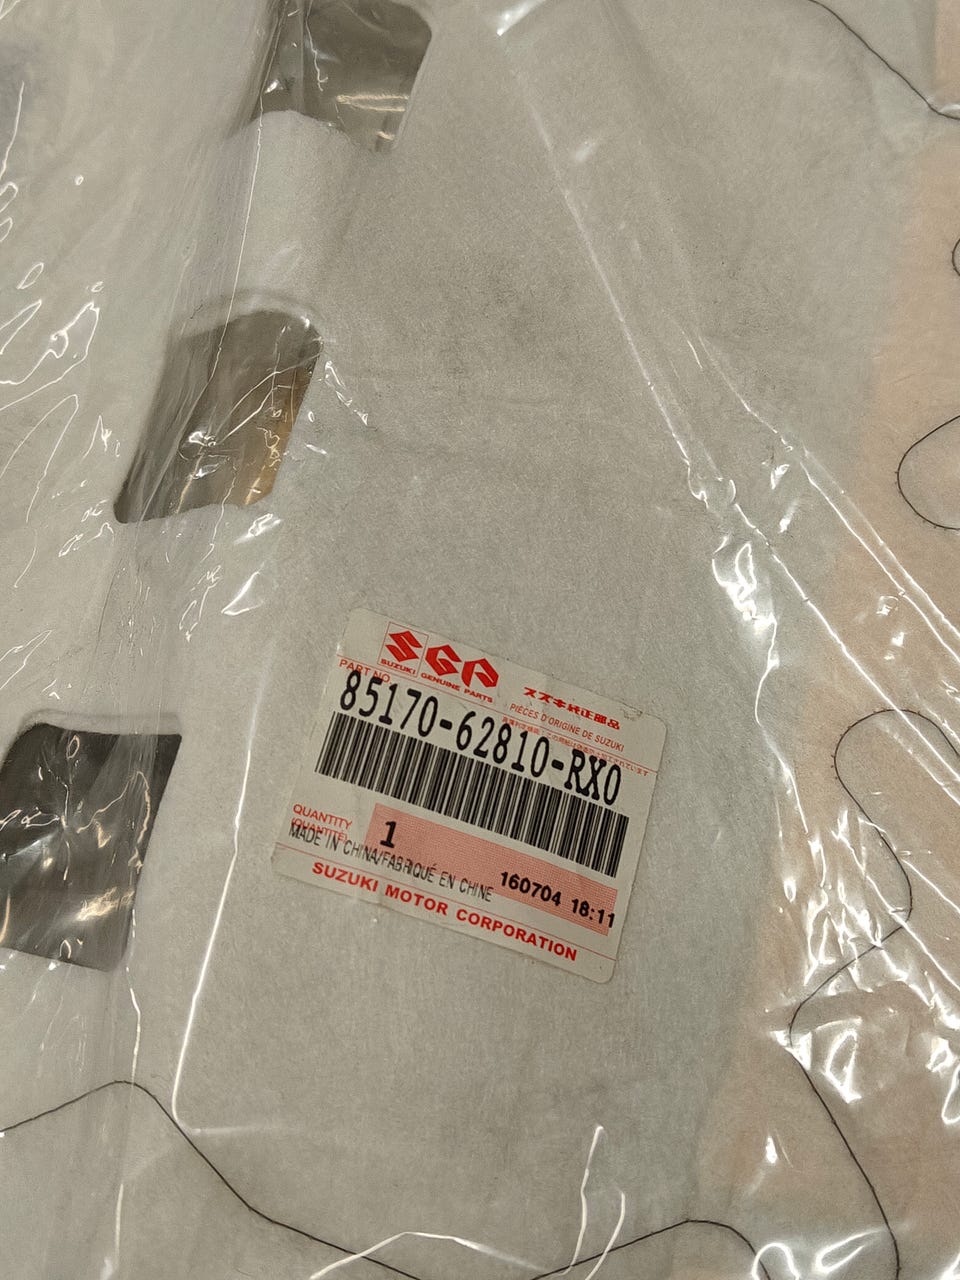 SGP
SUZUKI GENUINE PARTS
スズキ純正部品
PIÈCES D'ORIGINE DE SUZUKI
PART NO.
85170-62810-RX0
QUANTITY
(QUANTITÉ)
1
MADE IN CHINA/FABRIQUÉ EN CHINE
160704 18:11
SUZUKI MOTOR CORPORATION